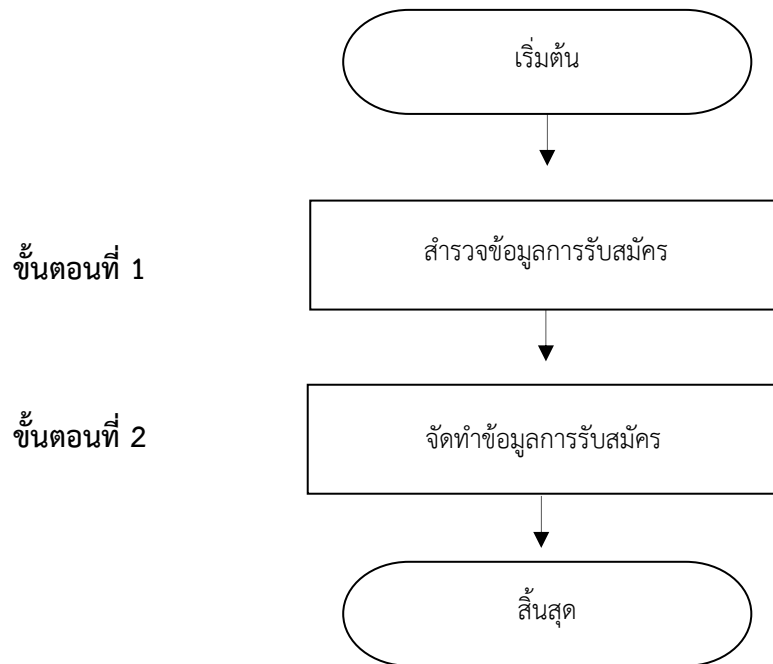 เริ่มต้น
ขั้นตอนที่ 1
สำรวจข้อมูลการรับสมัคร
ขั้นตอนที่ 2
จัดทำข้อมูลการรับสมัคร
สิ้นสุด